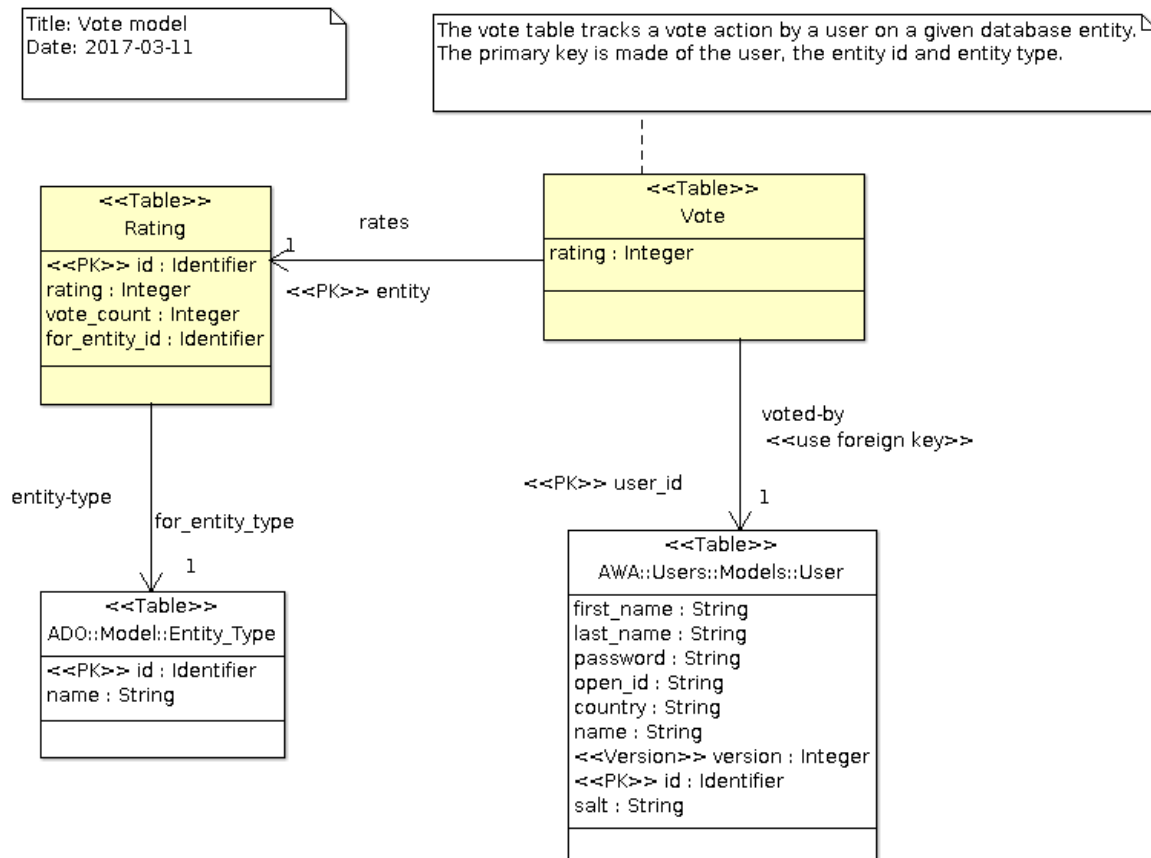 Title: Vote model
Date: 2017-03-11
The vote table tracks a vote action by a user on a given database entity.
The primary key is made of the user, the entity id and entity type.
<<Table>>
Rating
<<PK>> id : Identifier
rating : Integer
vote_count : Integer
for_entity_id : Identifier
rates
1
<<PK>> entity
<<Table>>
Vote
rating : Integer
voted-by
<<use foreign key>>
<<PK>> user_id
1
entity-type
for_entity_type
1
<<Table>>
ADO::Model::Entity_Type
<<PK>> id : Identifier
name : String
<<Table>>
AWA::Users::Models::User
first_name : String
last_name : String
password : String
open_id : String
country : String
name : String
<<Version>> version : Integer
<<PK>> id : Identifier
salt : String